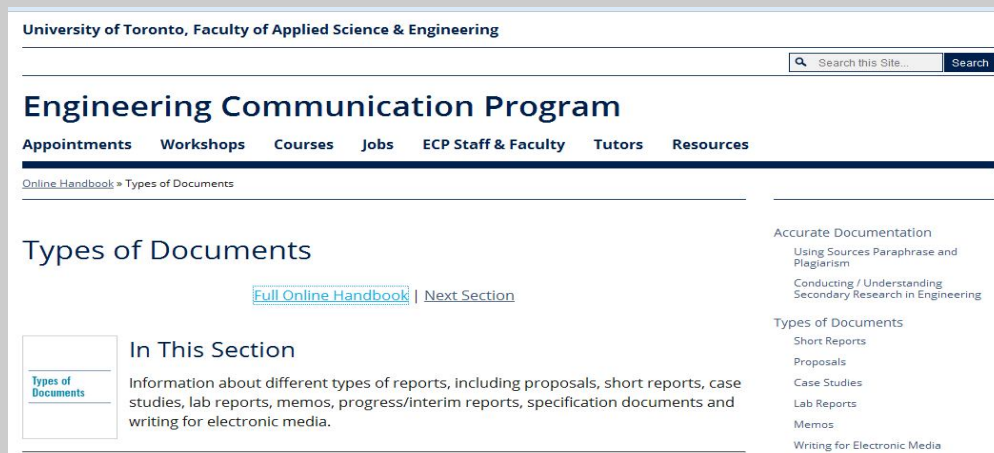 University of Toronto, Faculty of Applied Science & Engineering
Search this Site... Search
Engineering Communication Program
Appointments Workshops Courses Jobs ECP Staff & Faculty Tutors Resources
Online Handbook » Types of Documents
Types of Documents
Full Online Handbook | Next Section
Types of
Documents
In This Section
Information about different types of reports, including proposals, short reports, case
studies, lab reports, memos, progress/interim reports, specification documents and
writing for electronic media.
Accurate Documentation
Using Sources Paraphrase and
Plagiarism
Conducting / Understanding
Secondary Research in Engineering
Types of Documents
Short Reports
Proposals
Case Studies
Lab Reports
Memos
Writing for Electronic Media